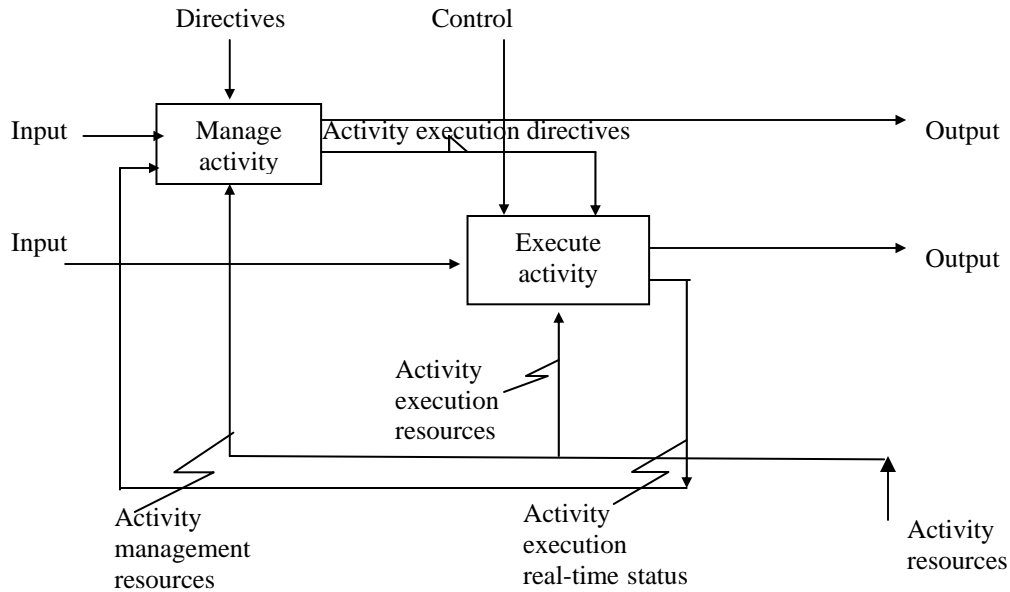 Directives
Control
Input
Manage
activity
Activity execution directives
Output
Input
Execute
activity
Output
Activity
execution
resources
Activity
management
resources
Activity
execution
real-time status
Activity
resources